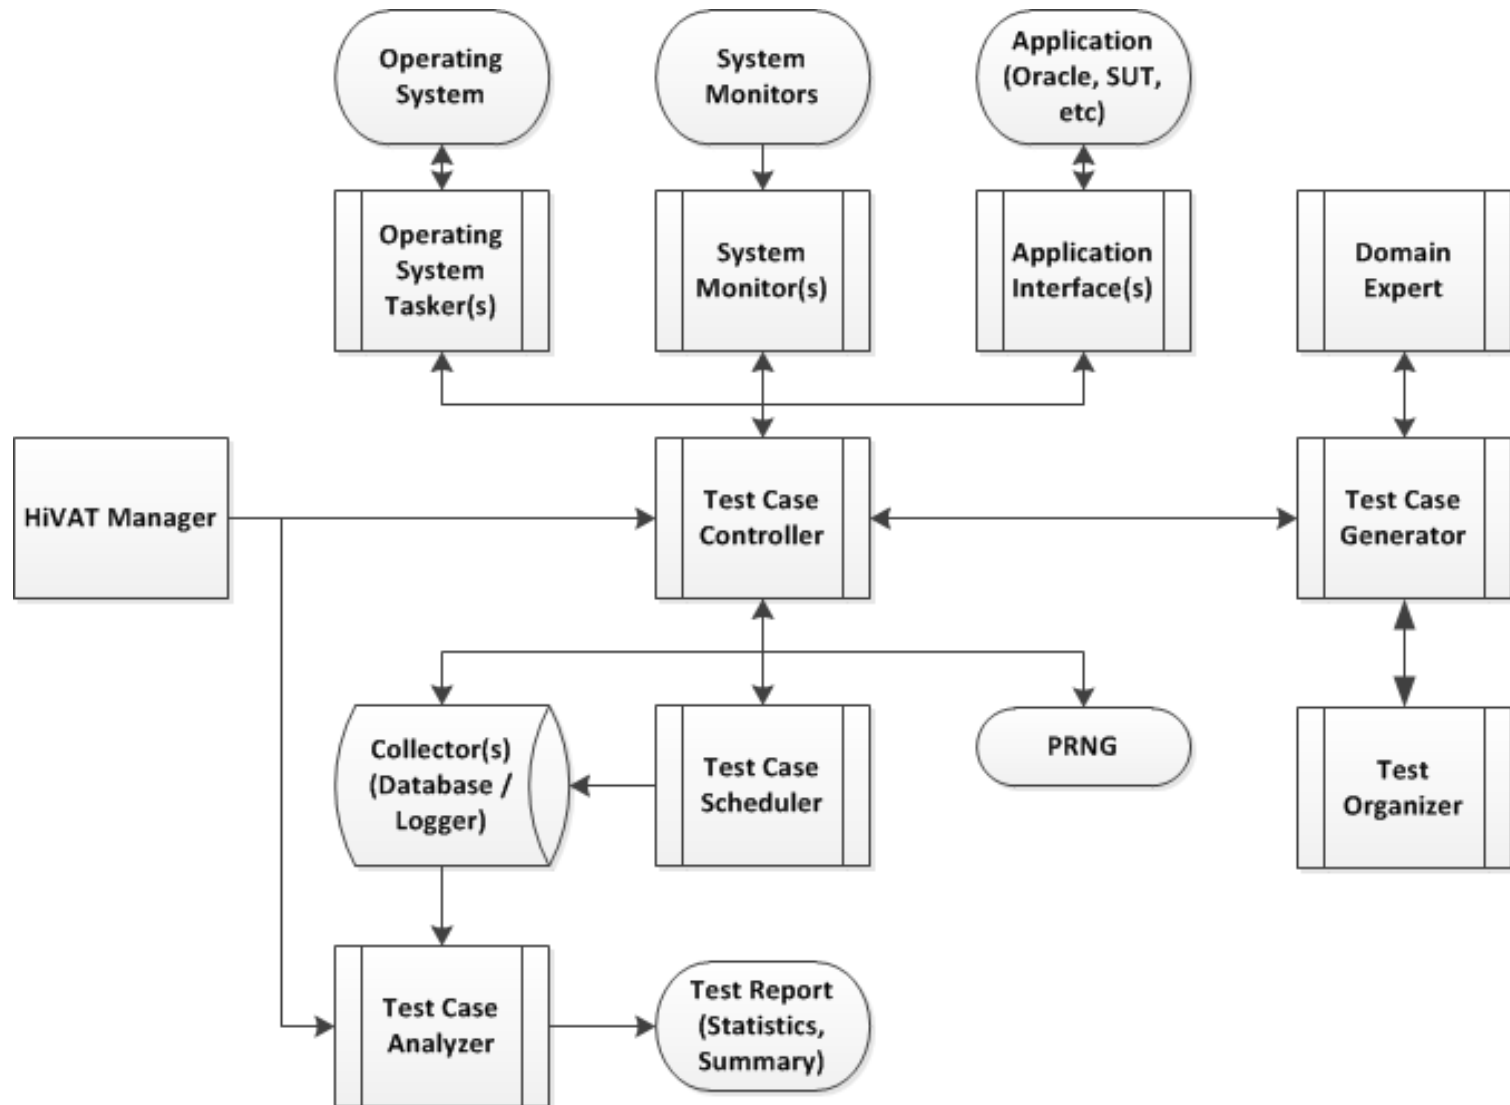 Operating
System
System
Monitors
Application
(Oracle, SUT,
etc)
Operating
System
Tasker(s)
System
Monitor(s)
Application
Interface(s)
Domain
Expert
HiVAT Manager
Test Case
Controller
Test Case
Generator
Collector(s)
(Database /
Logger)
Test Case
Scheduler
PRNG
Test
Organizer
Test Case
Analyzer
Test Report
(Statistics,
Summary)